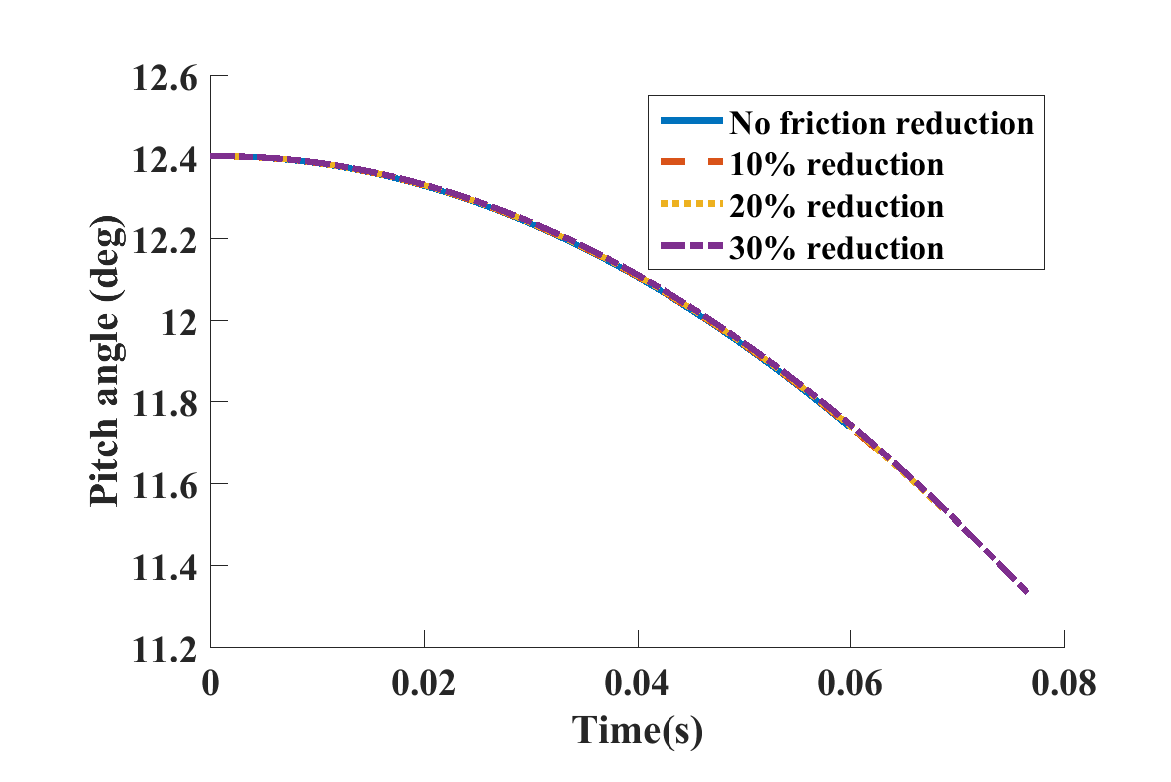 12.6
12.4
12.2
12
11.8
11.6
11.4
11.2
Pitch angle (deg)
No friction reduction
10% reduction
20% reduction
30% reduction
0
0.02
0.04
0.06
0.08
Time(s)